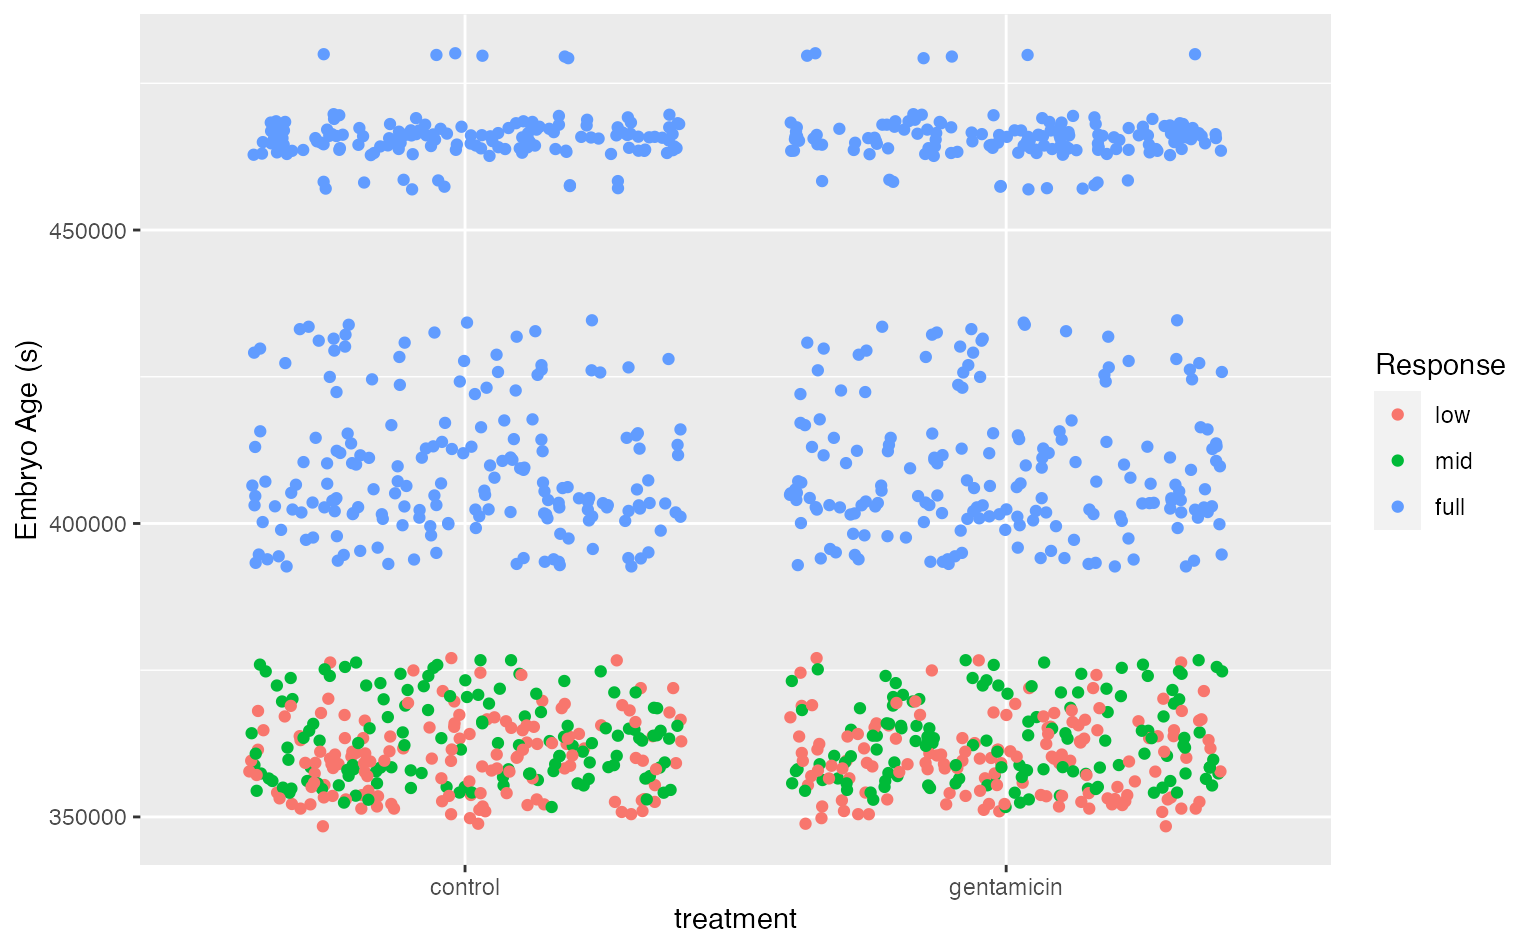 Embryo Age (s)
450000
400000
350000
control
gentamicin
treatment
Response
low
mid
full